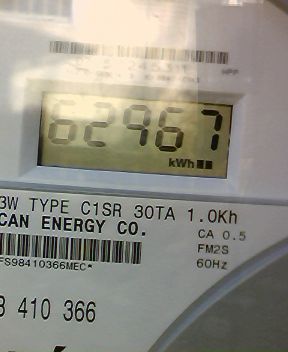 62967
kWh
3W TYPE C1SR 30TA 1.0Kh
CAN ENERGY CO.
CA 0.5
FM2S
FS98410366MEC*
60Hz
8 410 366